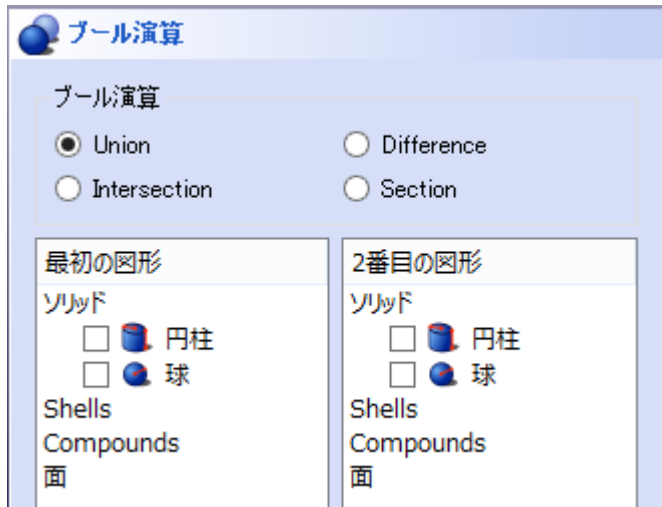 ブール演算
ブール演算
Union
Difference
Intersection
Section
最初の図形
ソリッド
円柱
球
Shells
Compounds
面
2番目の図形
ソリッド
円柱
球
Shells
Compounds
面